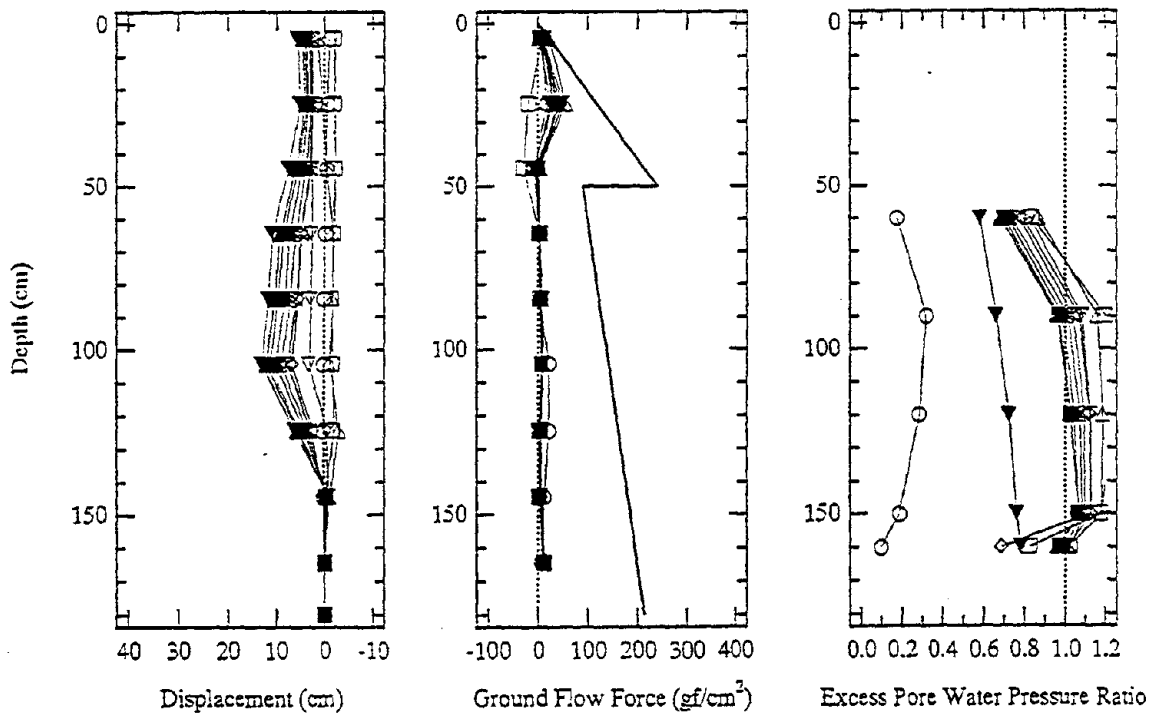 0
50
100
150
Depth (cm)
40 30 20 10 0 -10
Displacement (cm)
0
50
100
150
-100 0 100 200 300 400
Ground Flow Force (gf/cm²)
0
50
100
150
0.0 0.2 0.4 0.6 0.8 1.0 1.2
Excess Pore Water Pressure Ratio